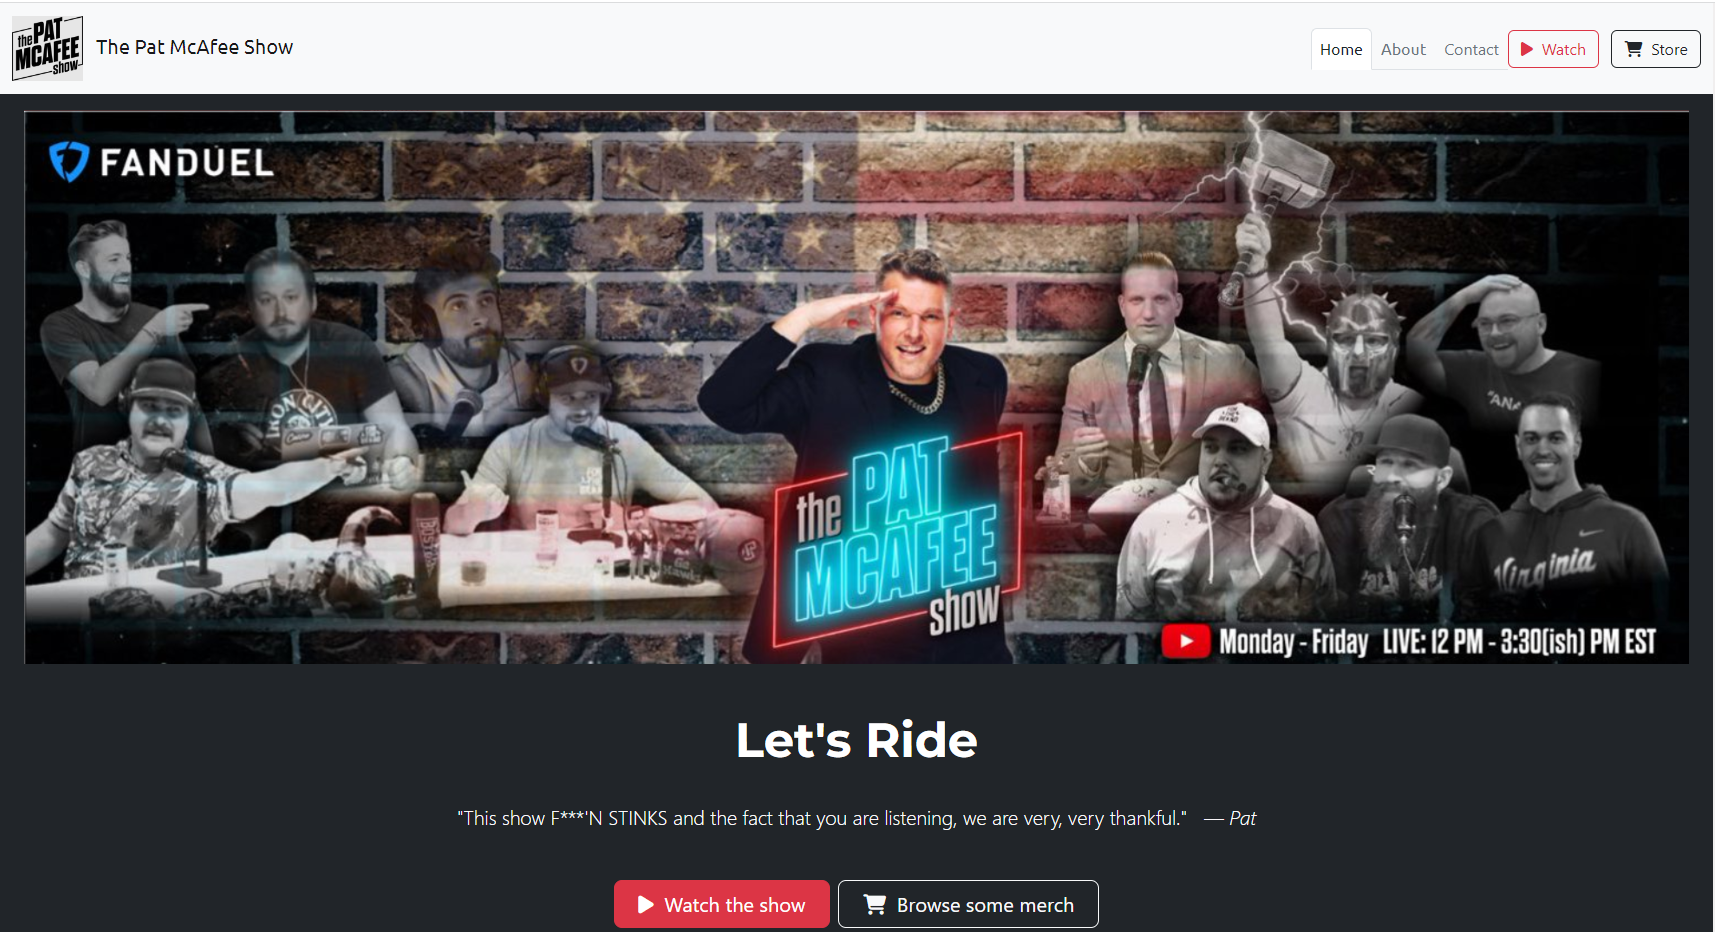 the PAT
MCAFEE
show
The Pat McAfee Show
Home About Contact Watch Store
FANDUEL
IRON CITY
BOSTON
"ANA
the PAT
MCAFEE
show
Virginia
Monday - Friday LIVE: 12 PM - 3:30(ish) PM EST
Let's Ride
"This show F***'N STINKS and the fact that you are listening, we are very, very thankful." — Pat
Watch the show
Browse some merch